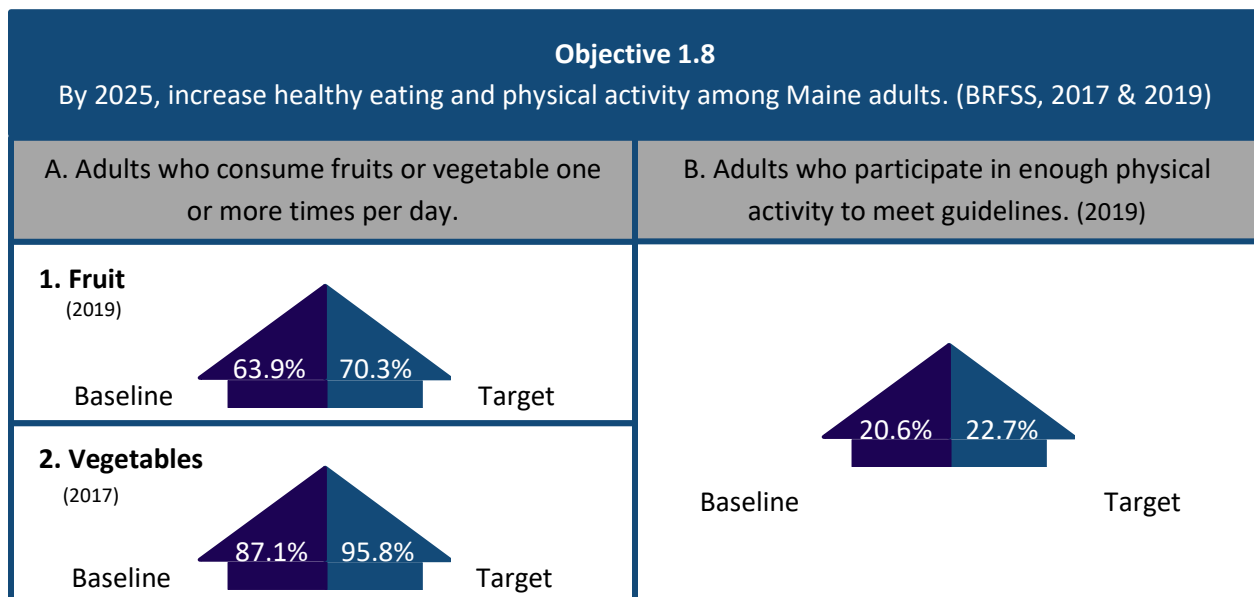 Objective 1.8
By 2025, increase healthy eating and physical activity among Maine adults. (BRFSS, 2017 & 2019)
A. Adults who consume fruits or vegetable one
or more times per day.
B. Adults who participate in enough physical
activity to meet guidelines. (2019)
1. Fruit
(2019)
63.9% 70.3%
Baseline Target
2. Vegetables
(2017)
87.1% 95.8%
Baseline Target
20.6% 22.7%
Baseline Target